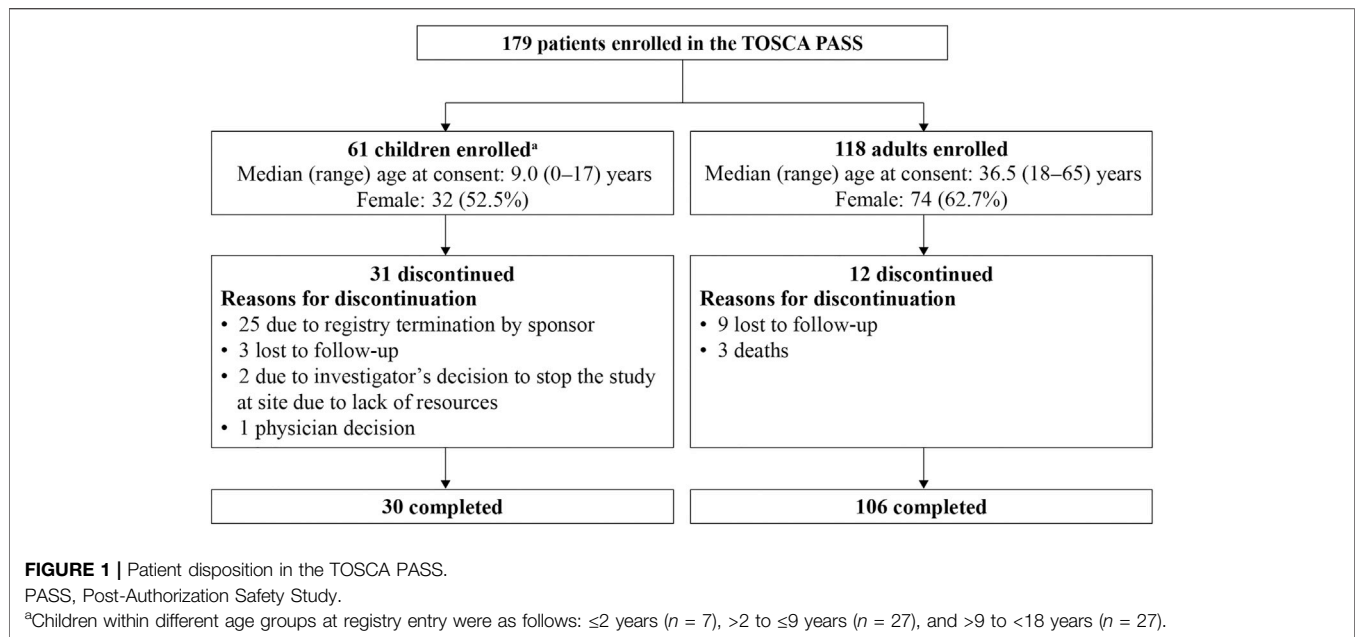 179 patients enrolled in the TOSCA PASS
61 children enrolledᵃ
Median (range) age at consent: 9.0 (0–17) years
Female: 32 (52.5%)
118 adults enrolled
Median (range) age at consent: 36.5 (18–65) years
Female: 74 (62.7%)
31 discontinued
Reasons for discontinuation
• 25 due to registry termination by sponsor
• 3 lost to follow-up
• 2 due to investigator’s decision to stop the study
at site due to lack of resources
• 1 physician decision
12 discontinued
Reasons for discontinuation
• 9 lost to follow-up
• 3 deaths
30 completed
106 completed
FIGURE 1 | Patient disposition in the TOSCA PASS.
PASS, Post-Authorization Safety Study.
ᵃChildren within different age groups at registry entry were as follows: ≤2 years (n = 7), >2 to ≤9 years (n = 27), and >9 to <18 years (n = 27).